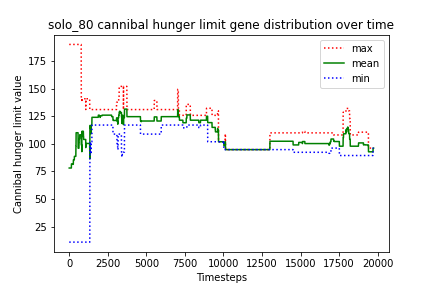 solo_80 cannibal hunger limit gene distribution over time
max
mean
min
Cannibal hunger limit value
175
150
125
100
75
50
25
0 2500 5000 7500 10000 12500 15000 17500 20000
Timesteps